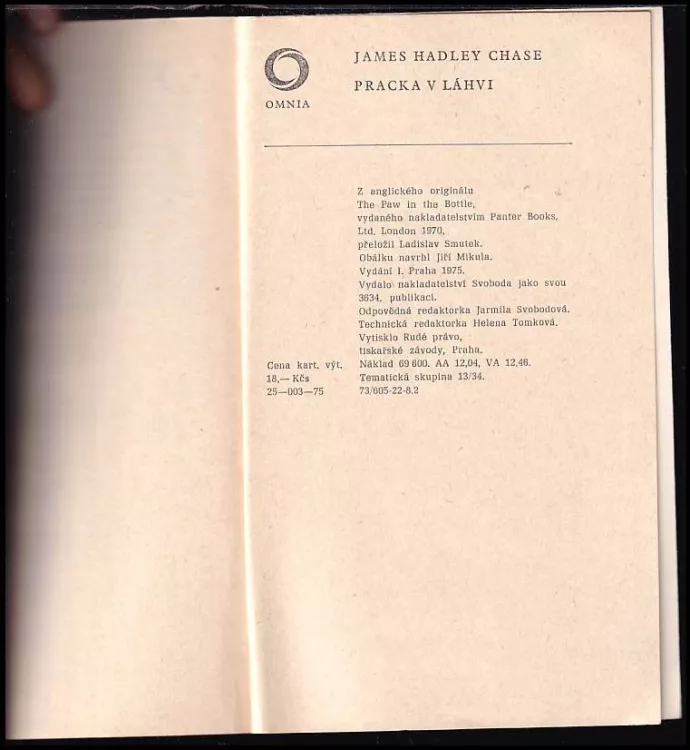 OMNIA
JAMES HADLEY CHASE
PRACKA V LÁHVI
Z anglického originálu
The Paw in the Bottle,
vydaného nakladatelstvím Panter Books,
Ltd. London 1970,
přeložil Ladislav Smutek.
Obálku navrhl Jiří Mikula.
Vydání I. Praha 1975.
Vydalo nakladatelství Svoboda jako svou
3634. publikaci.
Odpovědná redaktorka Jarmila Svobodová.
Technická redaktorka Helena Tomková.
Vytisklo Rudé právo,
tiskařské závody, Praha.
Cena kart. výt. Náklad 69 600. AA 12,04, VA 12,46.
18,— Kčs Tematická skupina 13/34.
25—003—75 73/605-22-8.2